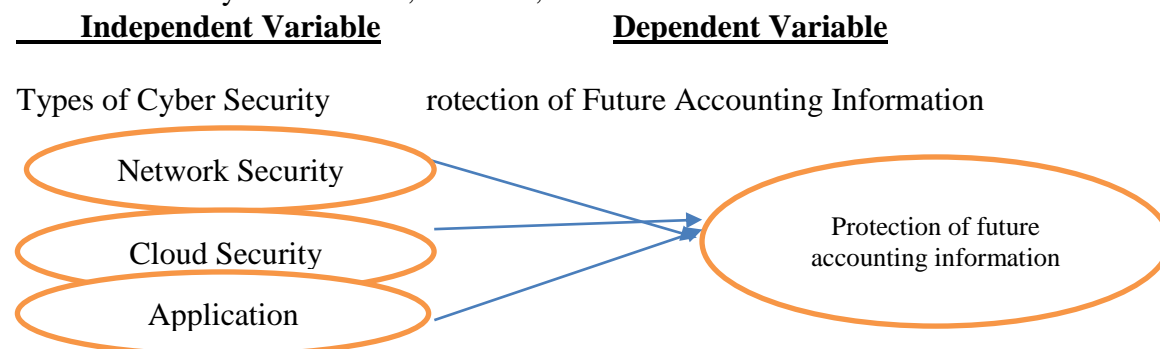 Independent Variable Dependent Variable
Types of Cyber Security rotection of Future Accounting Information
Network Security
Cloud Security
Application
Protection of future
accounting information